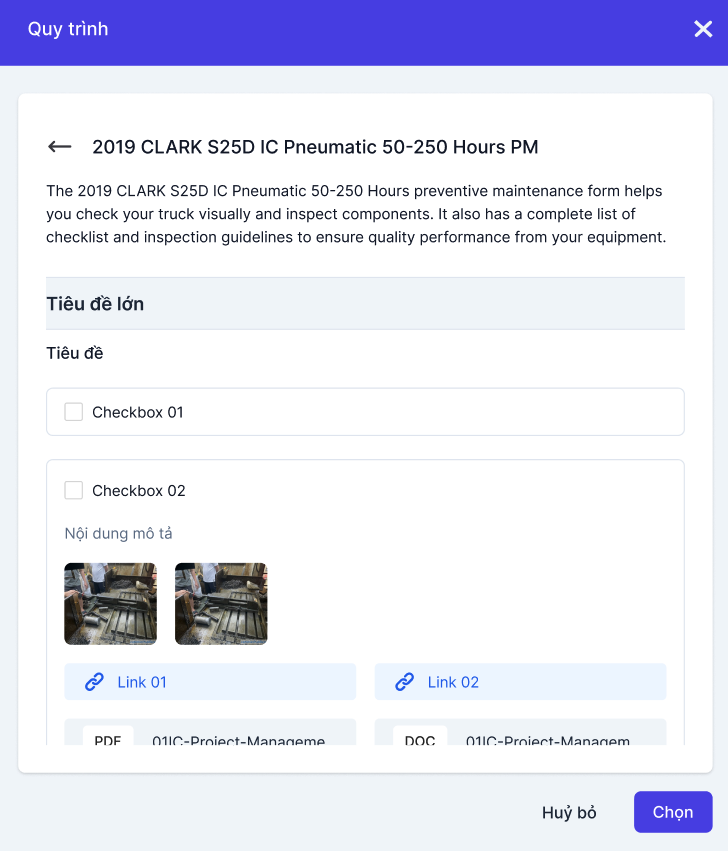 Quy trình
2019 CLARK S25D IC Pneumatic 50-250 Hours PM
The 2019 CLARK S25D IC Pneumatic 50-250 Hours preventive maintenance form helps
you check your truck visually and inspect components. It also has a complete list of
checklist and inspection guidelines to ensure quality performance from your equipment.
Tiêu đề lớn
Tiêu đề
Checkbox 01
Checkbox 02
Nội dung mô tả
Link 01
Link 02
PDF 01IC-Project-Manageme
DOC 01IC-Project-Managem
Huỷ bỏ
Chọn